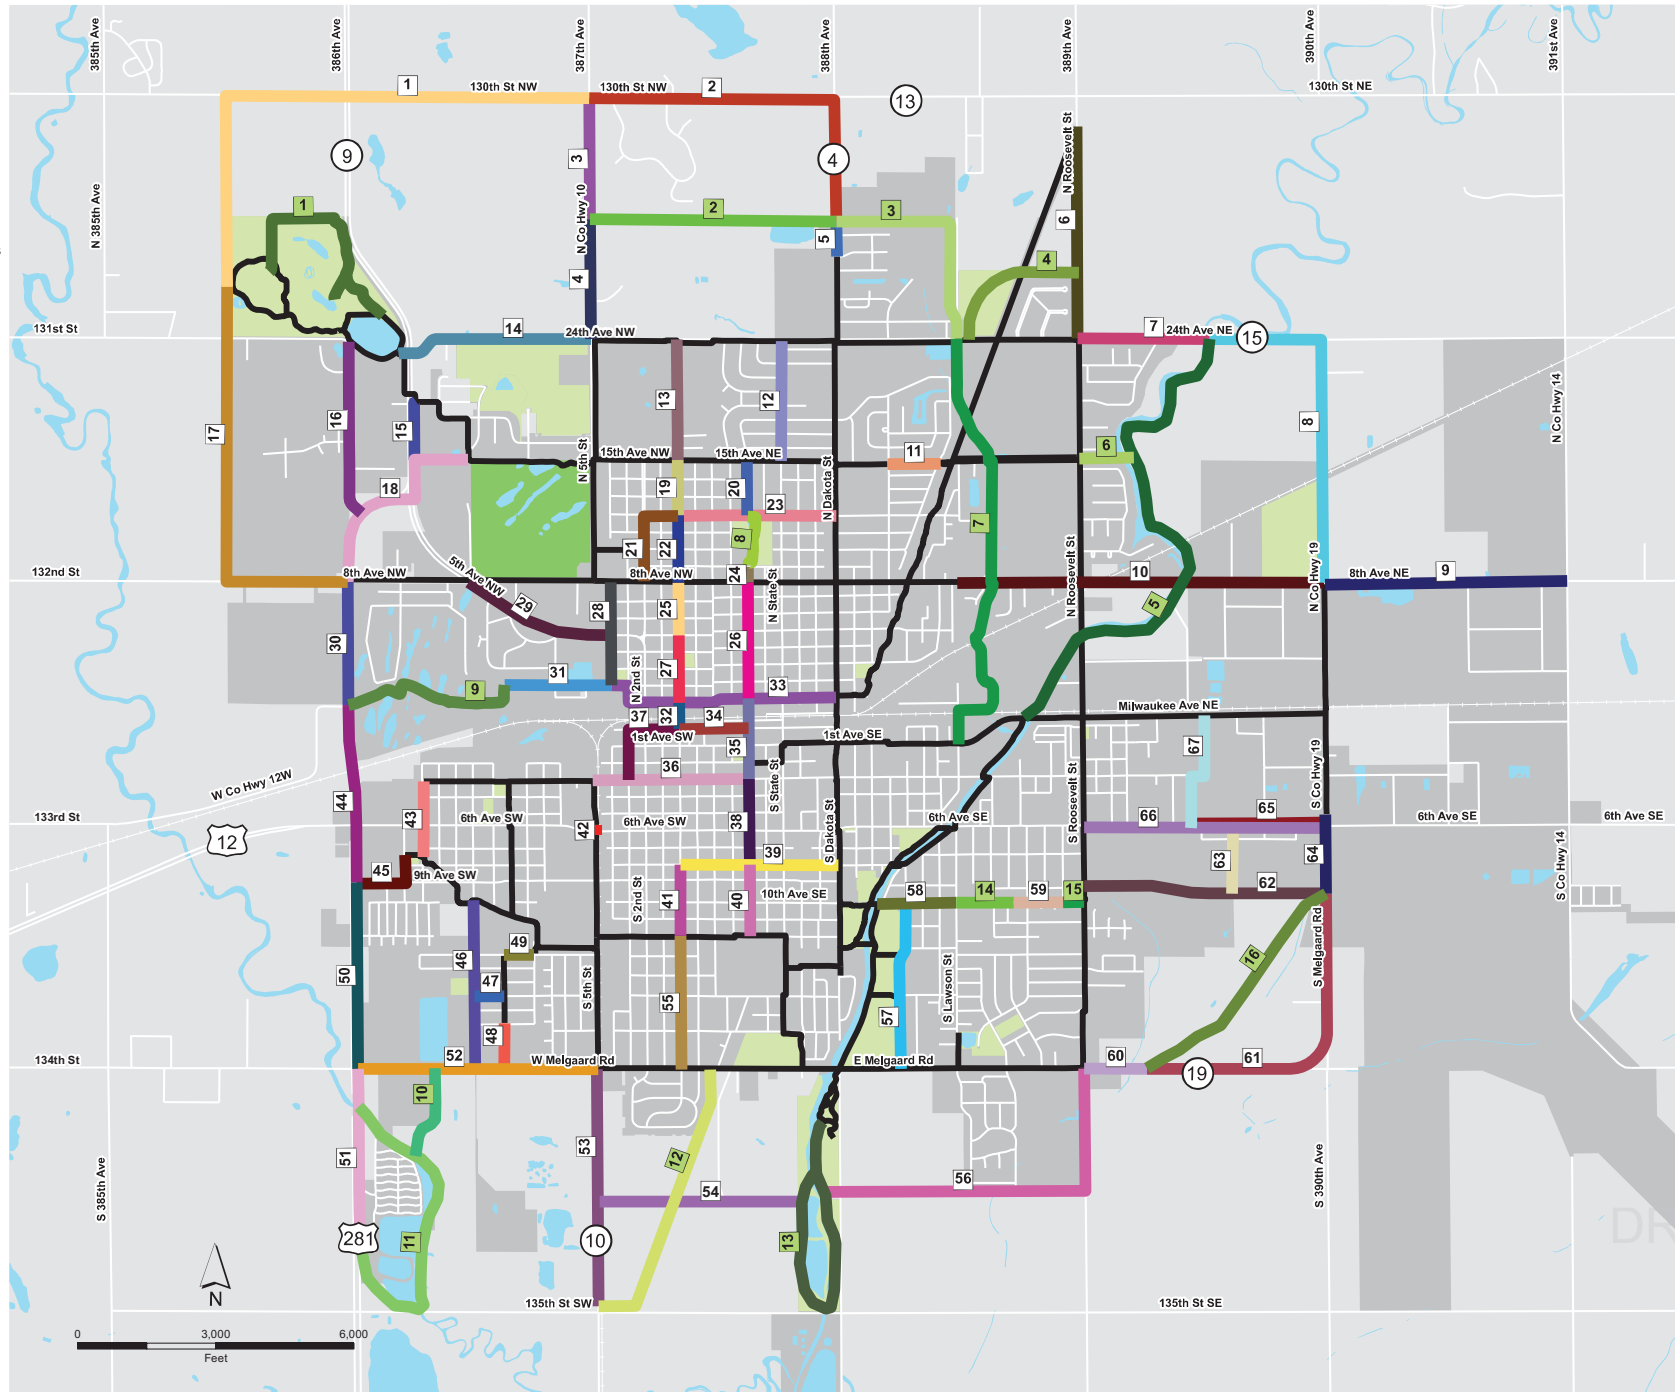 385th Ave
386th Ave
387th Ave
388th Ave
389th Ave
390th Ave
391st Ave
1
130th St NW
130th St NW
2
13
130th St NE
9
3
4
N Roosevelt St
N 385th Ave
1
N Co Hwy 10
2
3
5
6
4
4
131st St
14
24th Ave NW
7
24th Ave NE
15
17
16
15
13
12
8
N Co Hwy 14
N 5th St
15th Ave NW
15th Ave NE
11
6
18
19
20
23
N Dakota St
21
22
8
7
132nd St
8th Ave NW
5th Ave NW
8th Ave NW
24
N State St
N Roosevelt St
10
N Co Hwy 19
8th Ave NE
9
29
28
25
5
30
27
26
31
9
N 2nd St
33
37
32
34
Milwaukee Ave NE
1st Ave SW
35
1st Ave SE
67
36
S State St
W Co Hwy 12W
44
43
6th Ave SW
42
6th Ave SW
38
S Dakota St
6th Ave SE
S Roosevelt St
S Co Hwy 19
133rd St
12
66
65
6th Ave SE
6th Ave SE
39
63
64
45
9th Ave SW
10th Ave SE
S Co Hwy 14
S 2nd St
41
40
58
14
59
15
62
49
46
50
47
S 5th St
55
57
S Lawson St
16
S Melgaard Rd
48
134th St
52
W Melgaard Rd
E Melgaard Rd
60
61
19
10
51
53
12
54
56
S 385th Ave
S 390th Ave
281
11
10
13
DR
N
135th St SW
135th St SE
0
3,000
6,000
Feet